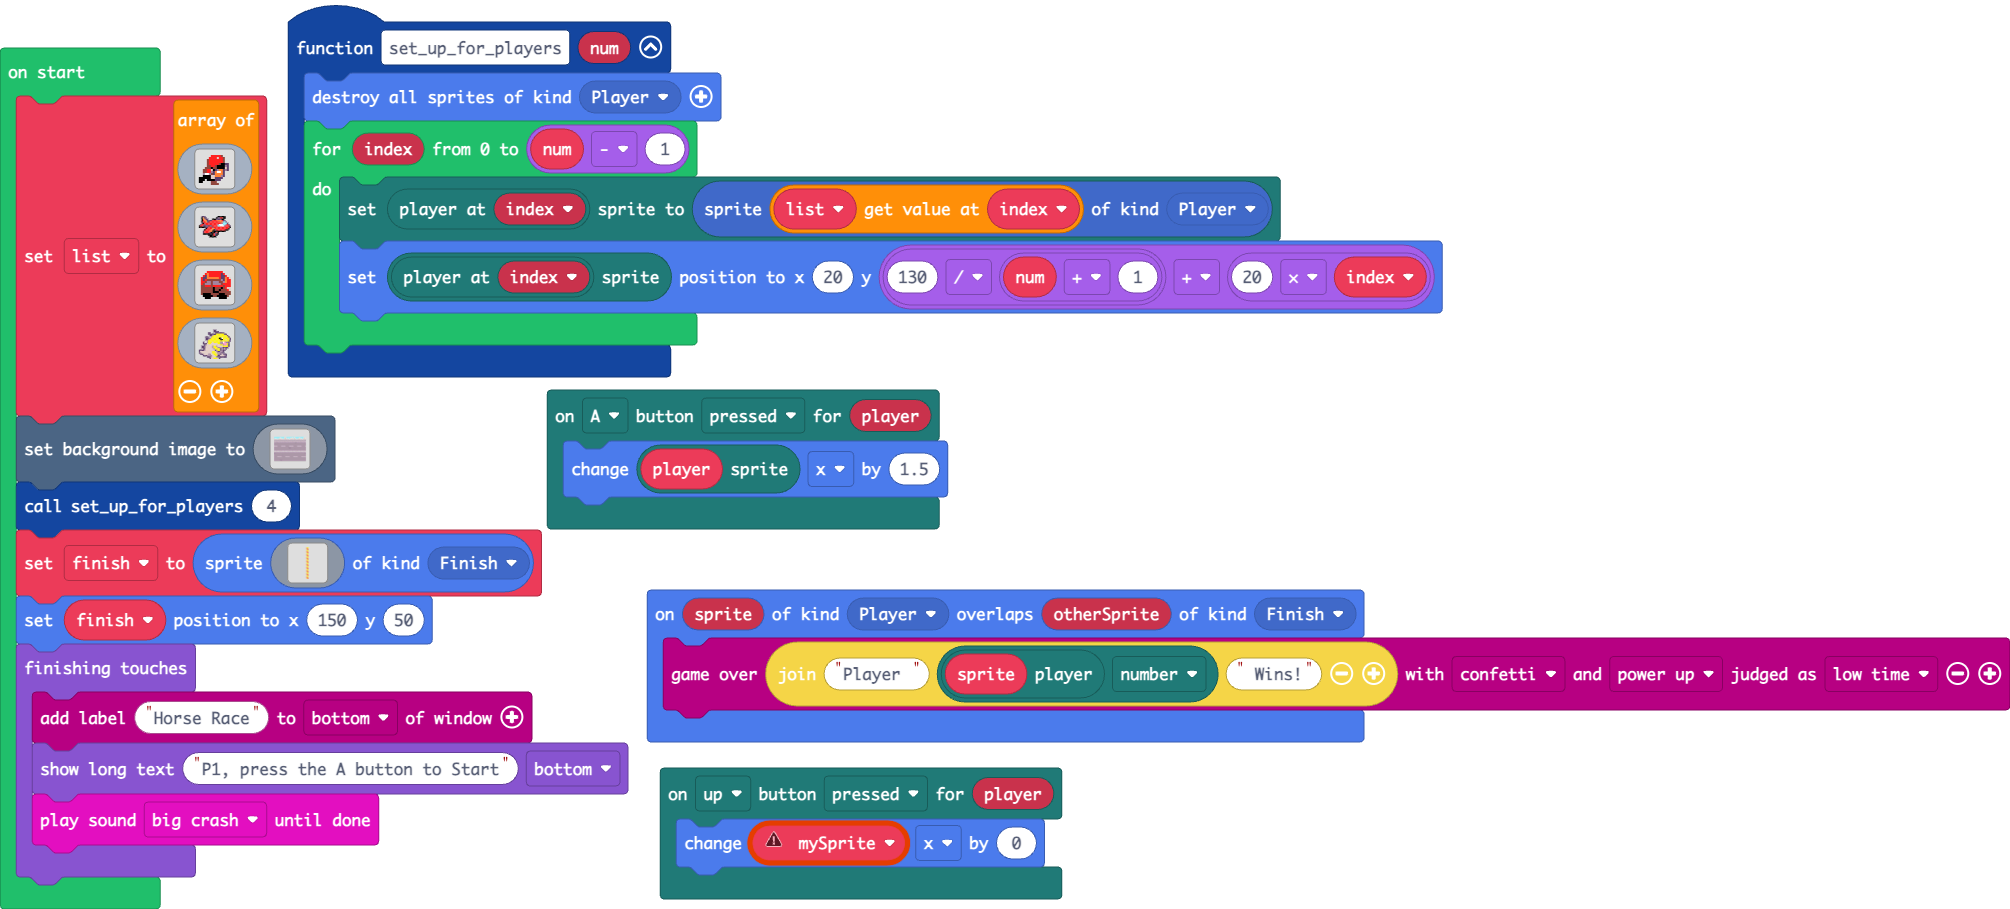 on start
set list to array of
set background image to
call set_up_for_players 4
set finish to sprite of kind Finish
set finish position to x 150 y 50
finishing touches
add label "Horse Race" to bottom of window
show long text "P1, press the A button to Start" bottom
play sound big crash until done
function set_up_for_players num
destroy all sprites of kind Player
for index from 0 to num - 1
do
set player at index sprite to sprite list get value at index of kind Player
set player at index sprite position to x 20 y 130 / num + 1 + 20 × index
on A button pressed for player
change player sprite x by 1.5
on sprite of kind Player overlaps otherSprite of kind Finish
game over join "Player " sprite player number " Wins!" with confetti and power up judged as low time
on up button pressed for player
change mySprite x by 0